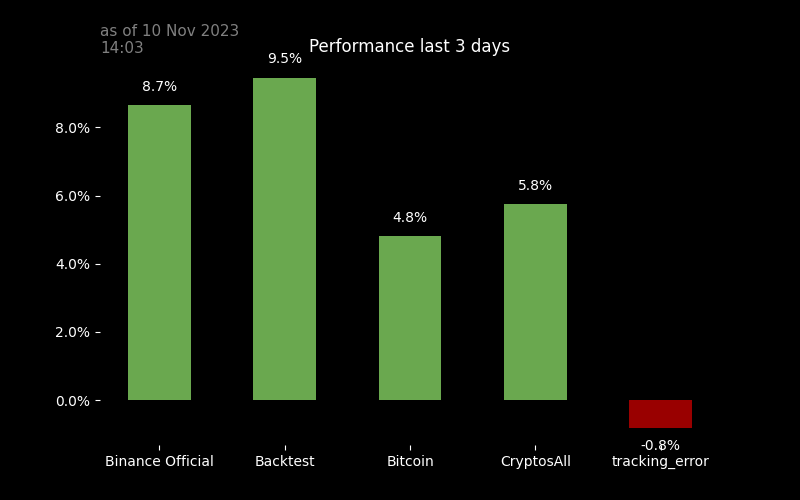 as of 10 Nov 2023
14:03
Performance last 3 days
8.7%
9.5%
4.8%
5.8%
-0.8%
8.0%
6.0%
4.0%
2.0%
0.0%
Binance Official
Backtest
Bitcoin
CryptosAll
tracking_error